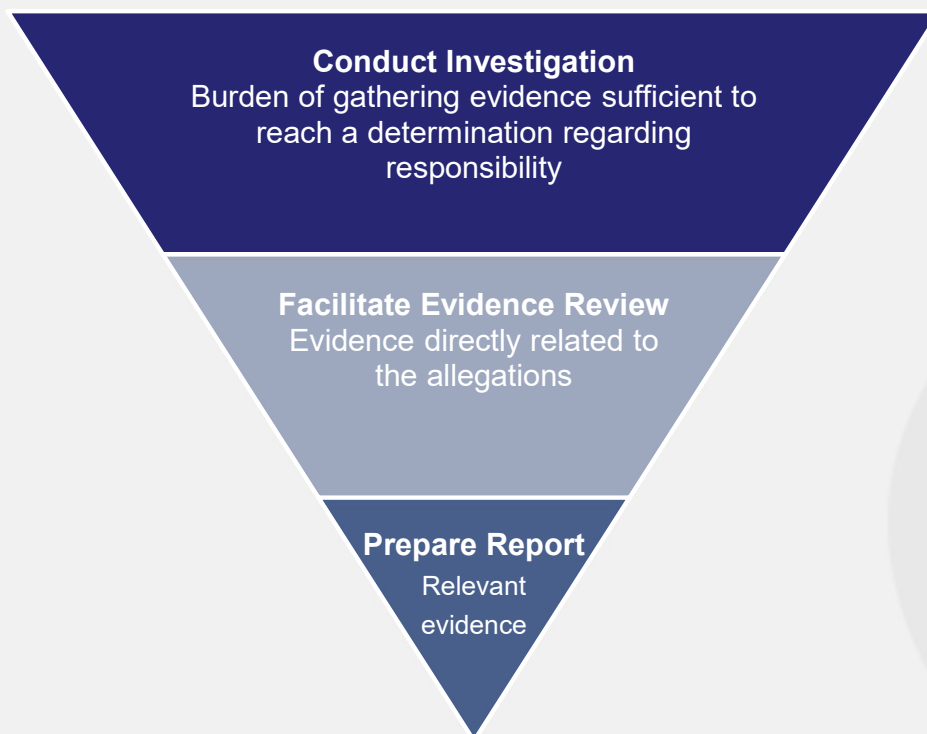 Conduct Investigation
Burden of gathering evidence sufficient to
reach a determination regarding
responsibility
Facilitate Evidence Review
Evidence directly related to
the allegations
Prepare Report
Relevant
evidence